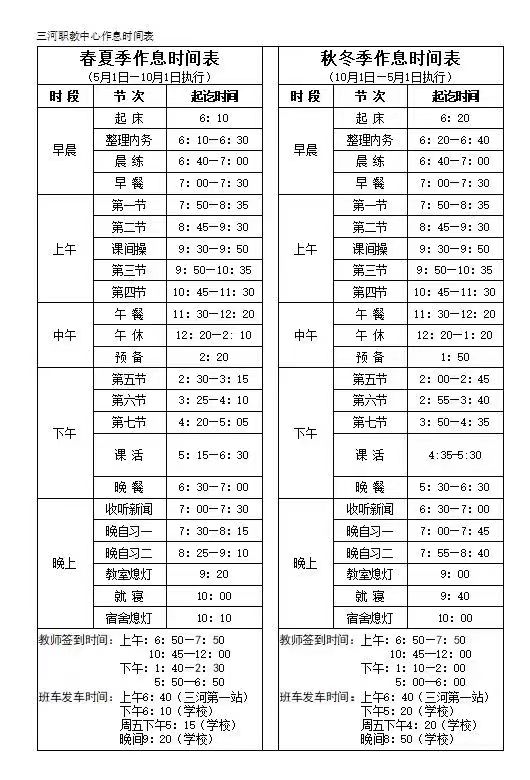 三河职教中心作息时间表
春夏季作息时间表 秋冬季作息时间表
(5月1日—10月1日执行) (10月1日—5月1日执行)
时 段 节 次 起讫时间 时 段 节 次 起讫时间
早晨 起 床 6：10 早晨 起 床 6：20
整理内务 6：10—6：30 整理内务 6：20—6：40
晨 练 6：40—7：00 晨 练 6：40—7：00
早 餐 7：00—7：30 早 餐 7：00—7：30
上午 第一节 7：50—8：35 上午 第一节 7：50—8：35
第二节 8：45—9：30 第二节 8：45—9：30
课间操 9：30—9：50 课间操 9：30—9：50
第三节 9：50—10：35 第三节 9：50—10：35
第四节 10：45—11：30 第四节 10：45—11：30
中午 午 餐 11：30—12：20 中午 午 餐 11：30—12：20
午 休 12：20—2：10 午 休 12：20—1：20
预 备 2：20 预 备 1：50
下午 第五节 2：30—3：15 下午 第五节 2：00—2：45
第六节 3：25—4：10 第六节 2：55—3：40
第七节 4：20—5：05 第七节 3：50—4：35
课 活 5：15—6：30 课 活 4:35-5:30
晚 餐 6：30—7：00 晚 餐 5：30—6：30
晚上 收听新闻 7：00—7：30 晚上 收听新闻 6：30—7：00
晚自习一 7：30—8：15 晚自习一 7：00—7：45
晚自习二 8：25—9：10 晚自习二 7：55—8：40
教室熄灯 9：20 教室熄灯 9：00
就 寝 10：00 就 寝 9：40
宿舍熄灯 10：10 宿舍熄灯 10：00
教师签到时间：上午：6：50—7：50 教师签到时间：上午：6：50—7：50
10：45—12：00 10：45—12：00
下午：1：40—2：30 下午：1：10—2：00
5：50—6：50 5：00—6：00
班车发车时间：上午6：40（三河第一站） 班车发车时间：上午6：40（三河第一站）
下午6：10（学校） 下午5：20（学校）
周五下午5：15（学校） 周五下午4：20（学校）
晚间9：20（学校） 晚间8：50（学校）